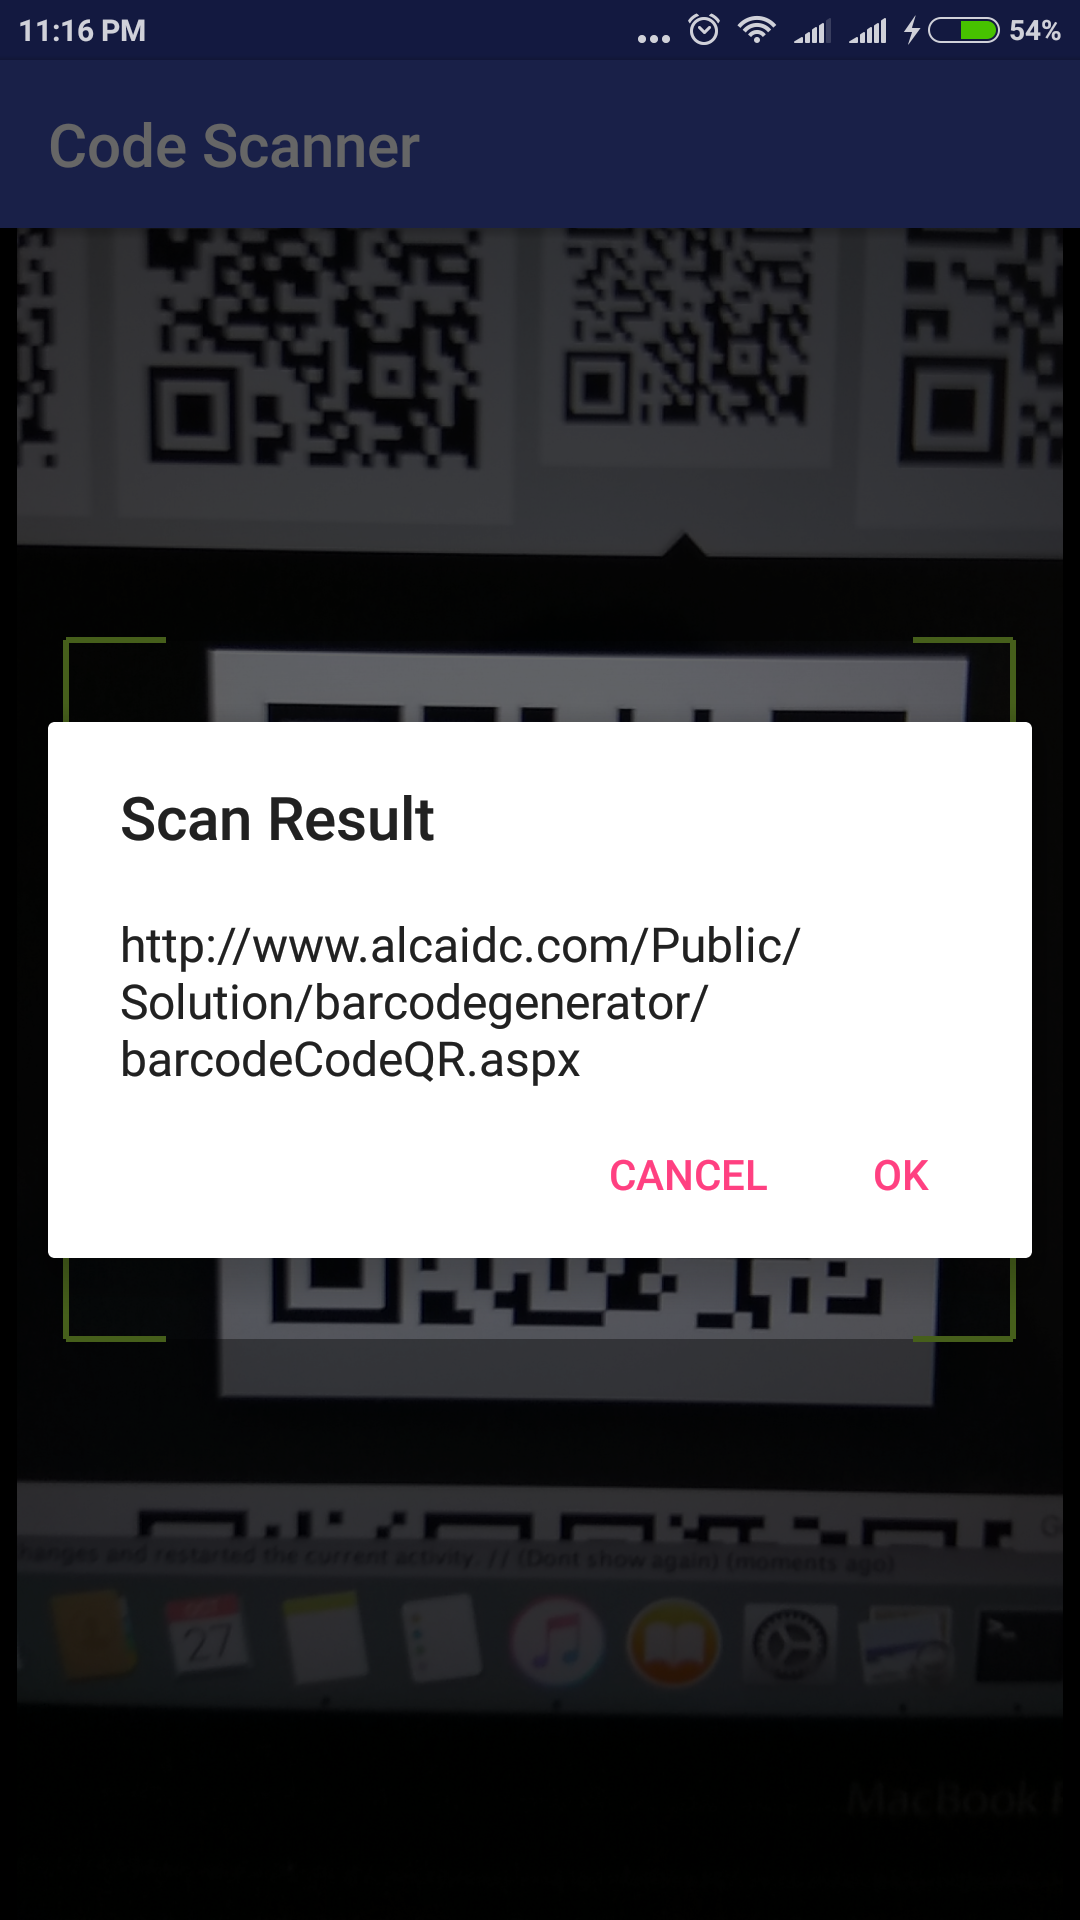 11:16 PM
54%
Code Scanner
Scan Result
http://www.alcaidc.com/Public/
Solution/barcodegenerator/
barcodeCodeQR.aspx
CANCEL OK
hanges and restarted the current activity. // (Dont show again) (moments ago)
27
MacBook